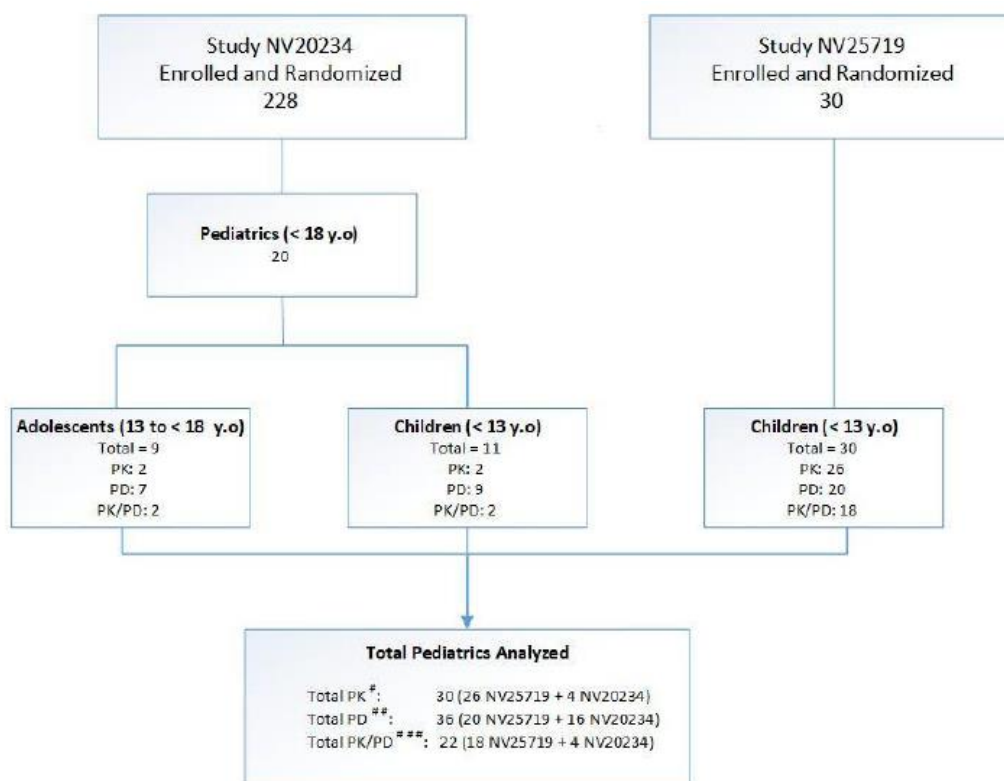 Study NV20234
Enrolled and Randomized
228
Study NV25719
Enrolled and Randomized
30
Pediatrics (< 18 y.o)
20
Adolescents (13 to < 18 y.o)
Total = 9
PK: 2
PD: 7
PK/PD: 2
Children (< 13 y.o)
Total = 11
PK: 2
PD: 9
PK/PD: 2
Children (< 13 y.o)
Total = 30
PK: 26
PD: 20
PK/PD: 18
Total Pediatrics Analyzed
Total PK #: 30 (26 NV25719 + 4 NV20234)
Total PD ##: 36 (20 NV25719 + 16 NV20234)
Total PK/PD ###: 22 (18 NV25719 + 4 NV20234)